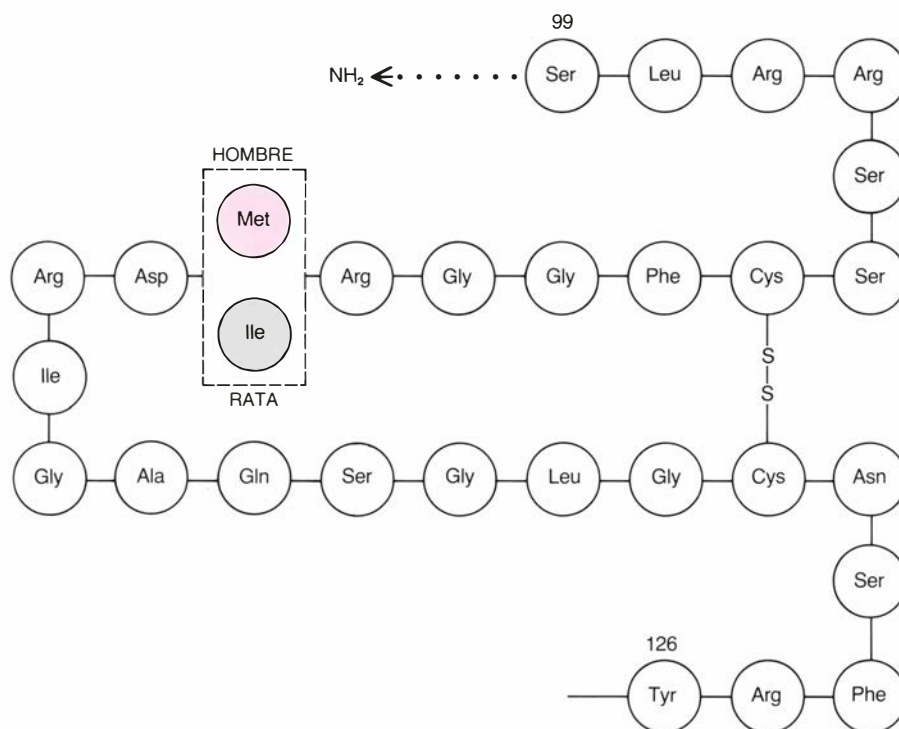 99
NH₂ Ser Leu Arg Arg
Ser
HOMBRE
Met
Arg Asp Arg Gly Gly Phe Cys Ser
Ile
RATA
Ile
S
S
Gly Ala Gln Ser Gly Leu Gly Cys Asn
Ser
126
Tyr Arg Phe